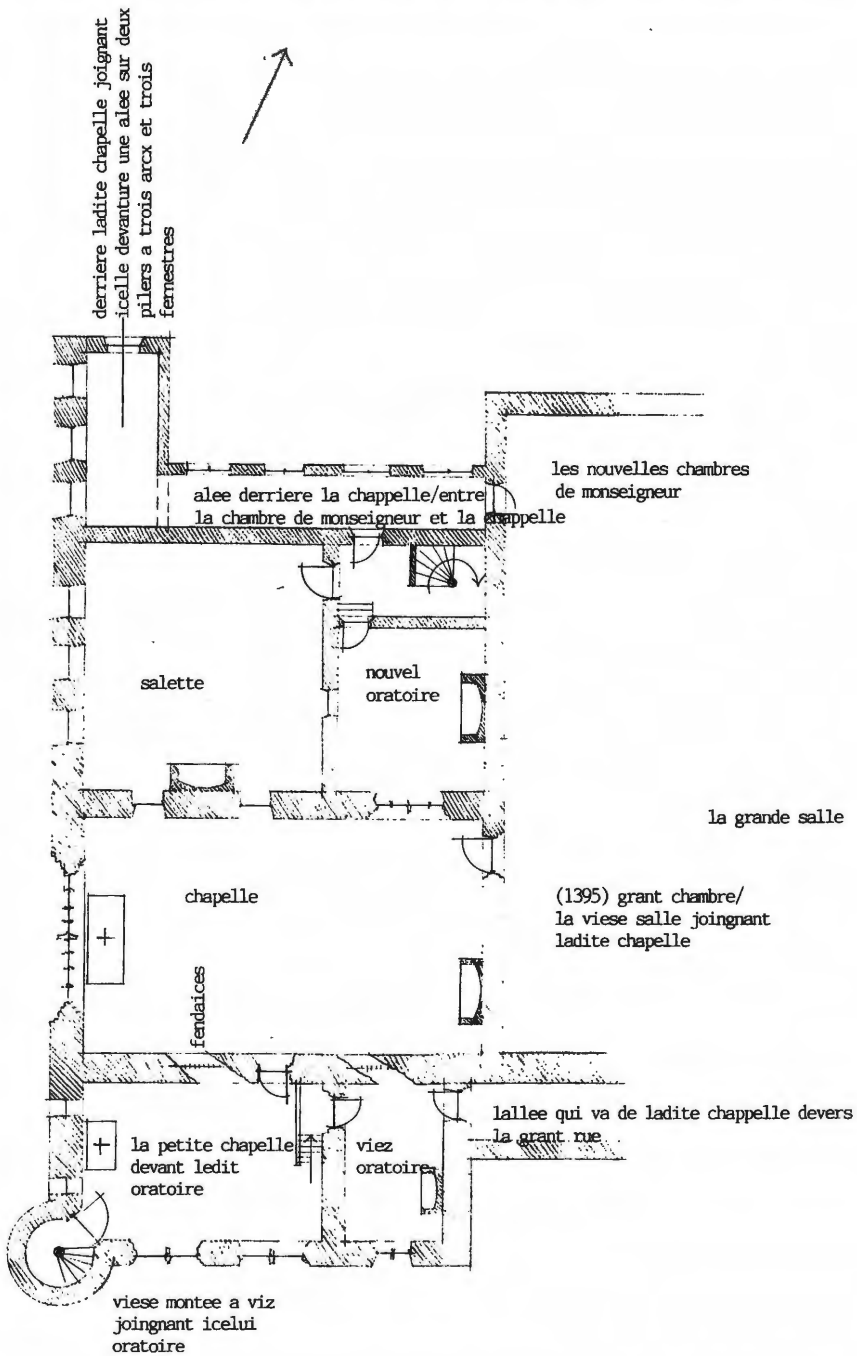 derriere ladite chapelle joignant
icelle devanture une alee sur deux
pilers a trois arcx et trois
fernestres
les nouvelles chambres
de monseigneur
alee derriere la chappelle/entre
la chambre de monseigneur et la chappelle
salette
nouvel
oratoire
la grande salle
chapelle
(1395) grant chambre/
la viese salle joingnant
ladite chapelle
fendaices
lallee qui va de ladite chappelle devers
la grant rue
la petite chapelle
devant ledit
oratoire
viez
oratoire
viese montee a viz
joingnant icelui
oratoire